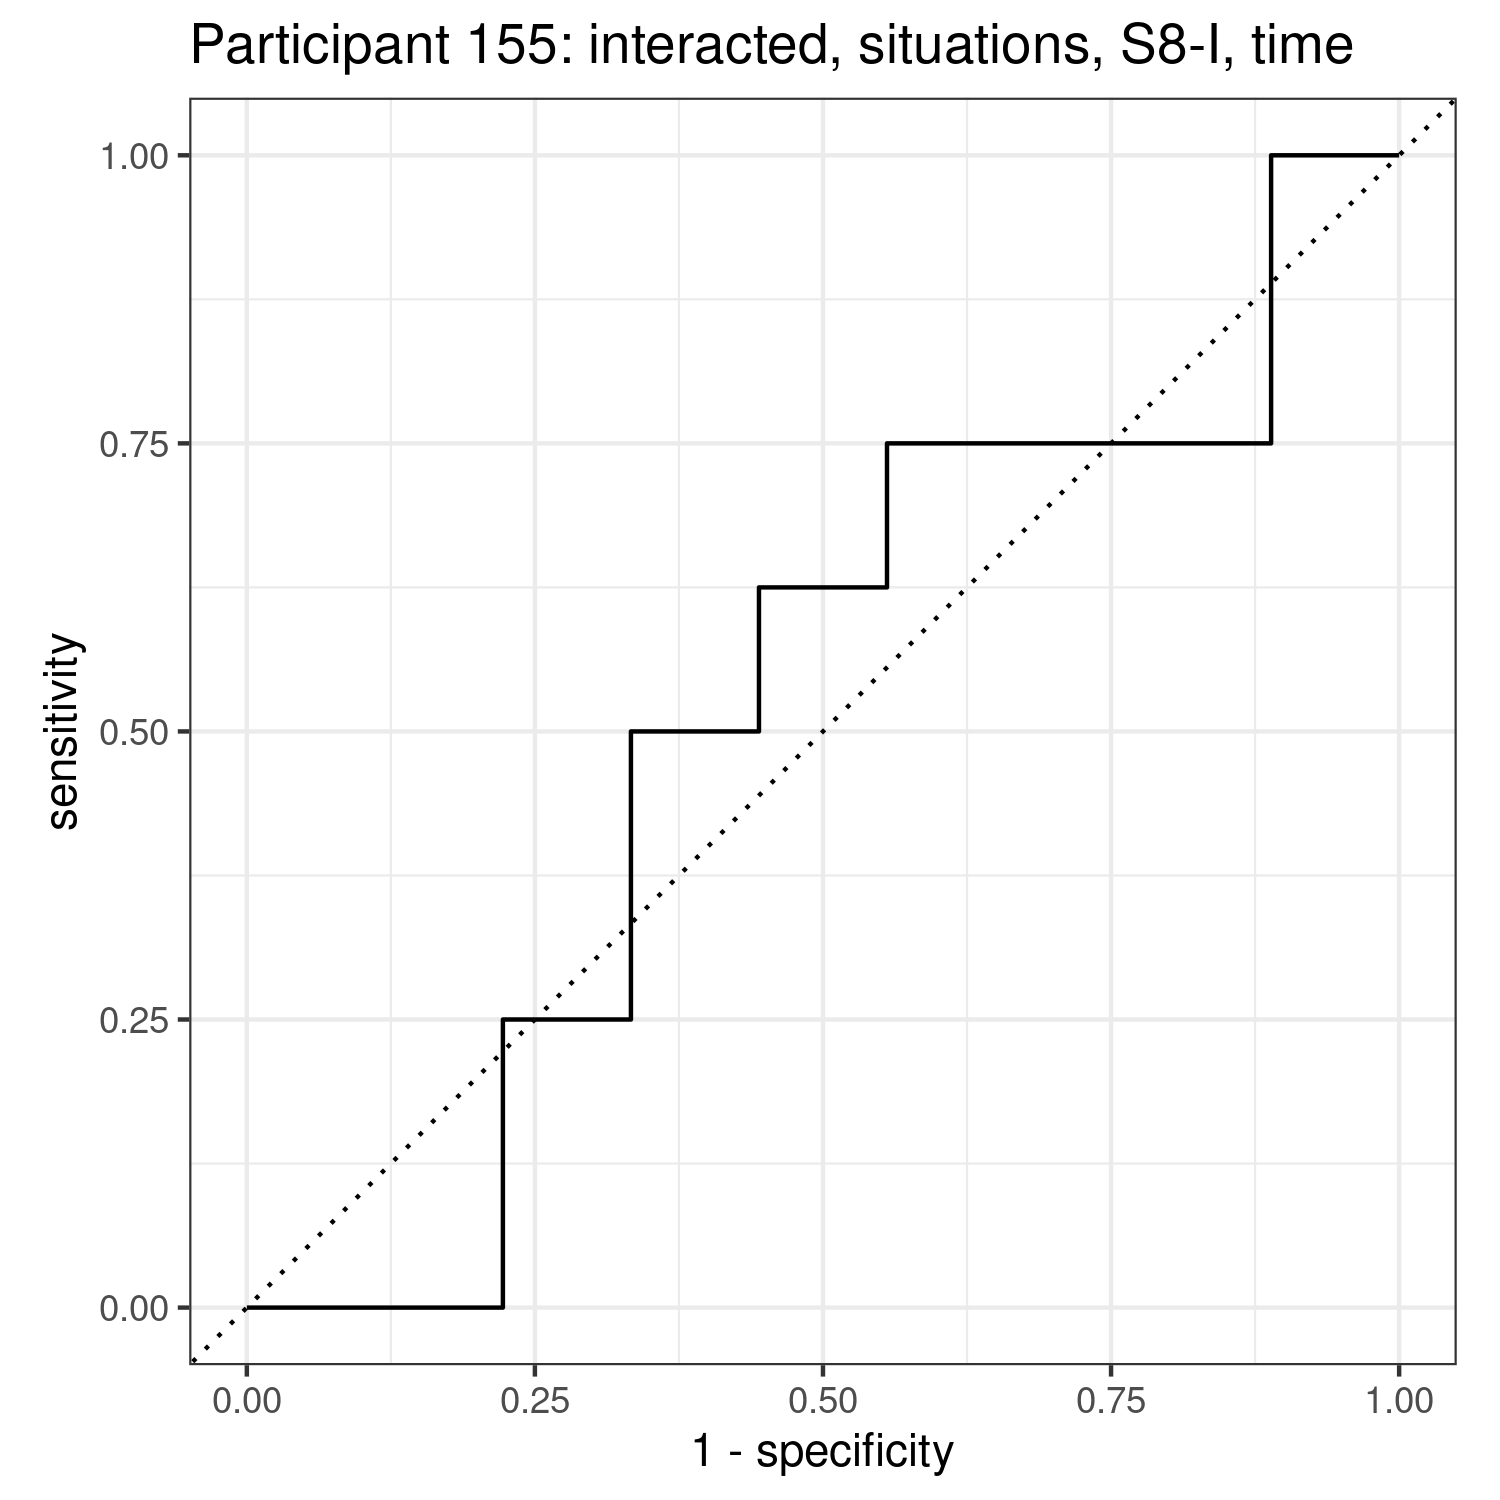 Participant 155: interacted, situations, S8-I, time
1.00
0.75
0.50
0.25
0.00
sensitivity
0.00 0.25 0.50 0.75 1.00
1 - specificity